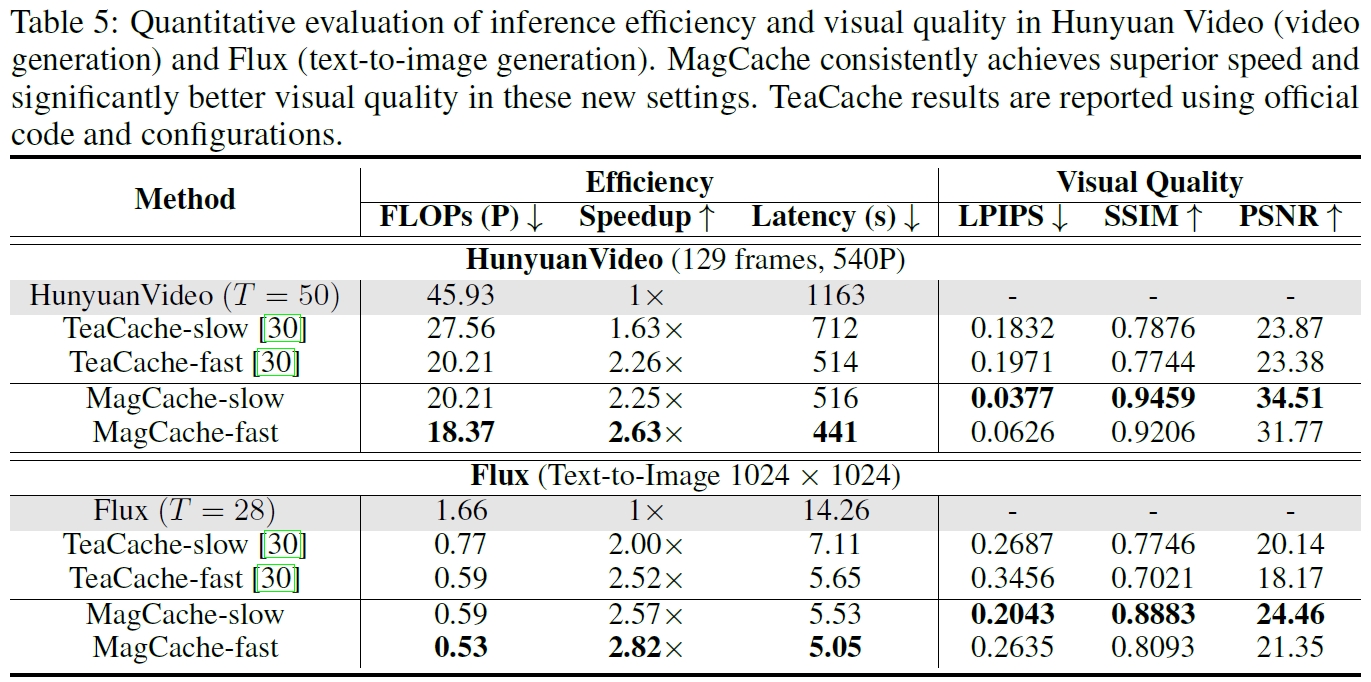 Table 5: Quantitative evaluation of inference efficiency and visual quality in Hunyuan Video (video
generation) and Flux (text-to-image generation). MagCache consistently achieves superior speed and
significantly better visual quality in these new settings. TeaCache results are reported using official
code and configurations.
Method Efficiency Visual Quality
FLOPs (P) ↓ Speedup ↑ Latency (s) ↓ LPIPS ↓ SSIM ↑ PSNR ↑
HunyuanVideo (129 frames, 540P)
HunyuanVideo (T = 50) 45.93 1× 1163 - - -
TeaCache-slow [30] 27.56 1.63× 712 0.1832 0.7876 23.87
TeaCache-fast [30] 20.21 2.26× 514 0.1971 0.7744 23.38
MagCache-slow 20.21 2.25× 516 0.0377 0.9459 34.51
MagCache-fast 18.37 2.63× 441 0.0626 0.9206 31.77
Flux (Text-to-Image 1024 × 1024)
Flux (T = 28) 1.66 1× 14.26 - - -
TeaCache-slow [30] 0.77 2.00× 7.11 0.2687 0.7746 20.14
TeaCache-fast [30] 0.59 2.52× 5.65 0.3456 0.7021 18.17
MagCache-slow 0.59 2.57× 5.53 0.2043 0.8883 24.46
MagCache-fast 0.53 2.82× 5.05 0.2635 0.8093 21.35